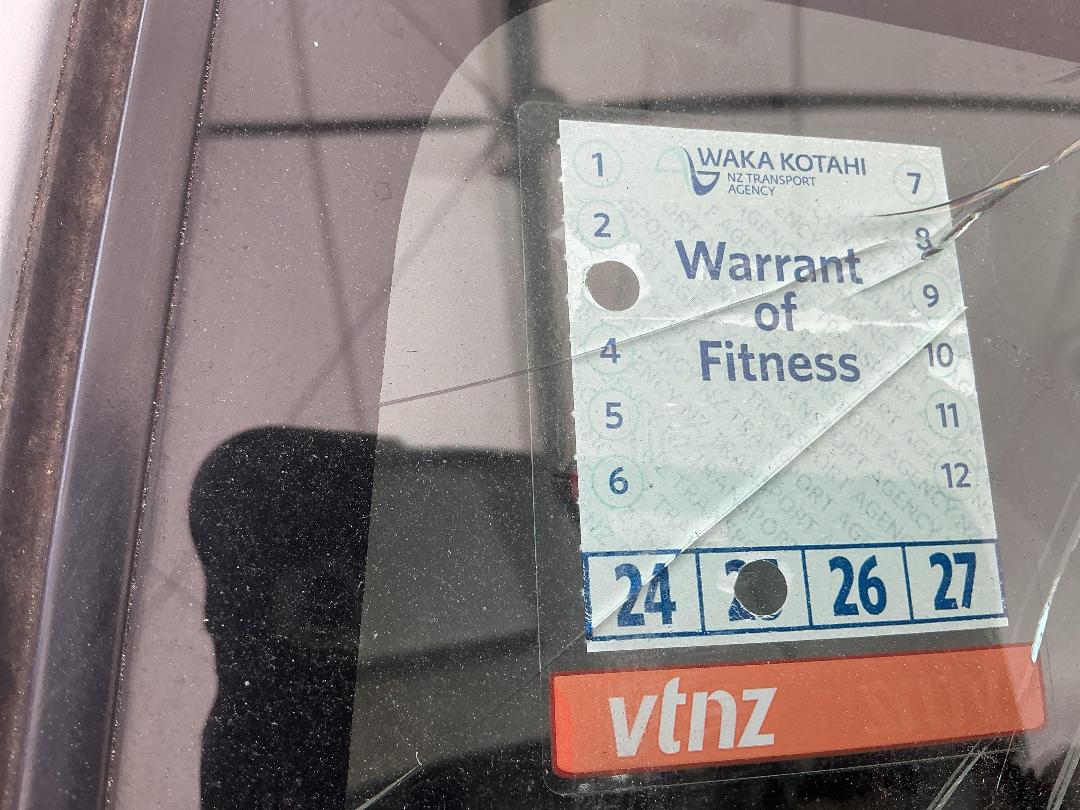 WAKA KOTAHI
NZ TRANSPORT
AGENCY
Warrant
of
Fitness
1
2
4
5
6
7
8
9
10
11
12
24
26
27
vtnz